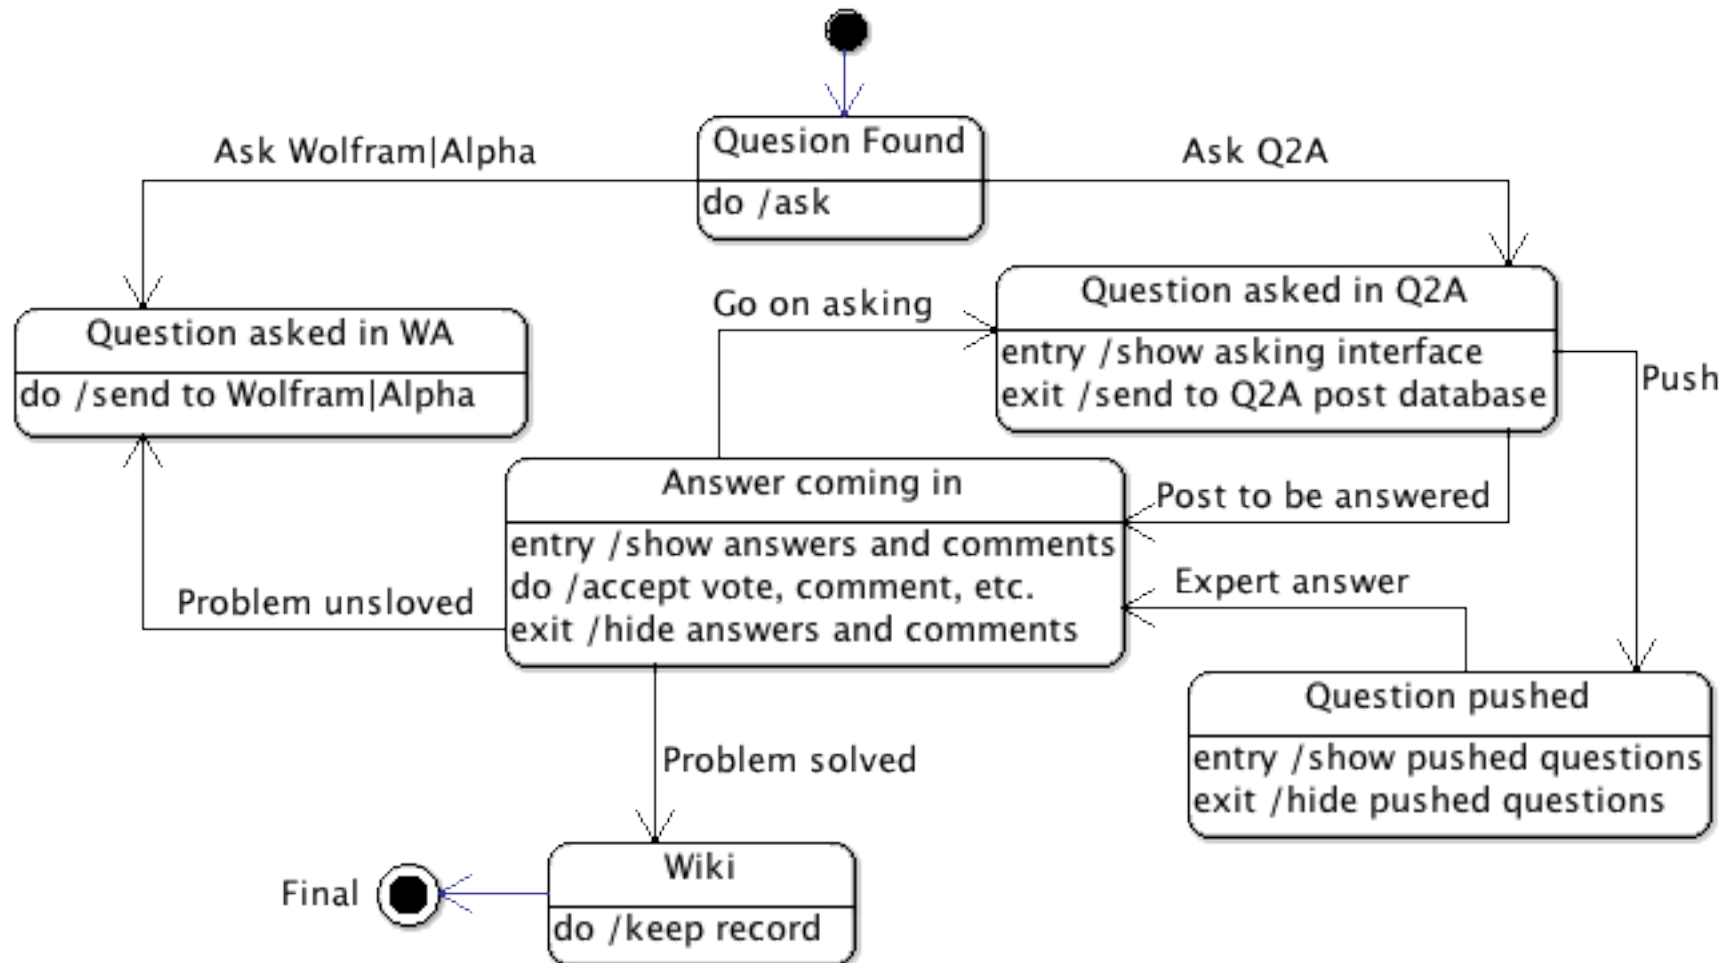 Quesion Found
do /ask
Ask Wolfram|Alpha
Ask Q2A
Question asked in WA
do /send to Wolfram|Alpha
Go on asking
Question asked in Q2A
entry /show asking interface
exit /send to Q2A post database
Push
Answer coming in
entry /show answers and comments
do /accept vote, comment, etc.
exit /hide answers and comments
Post to be answered
Expert answer
Problem unsloved
Question pushed
entry /show pushed questions
exit /hide pushed questions
Problem solved
Wiki
do /keep record
Final